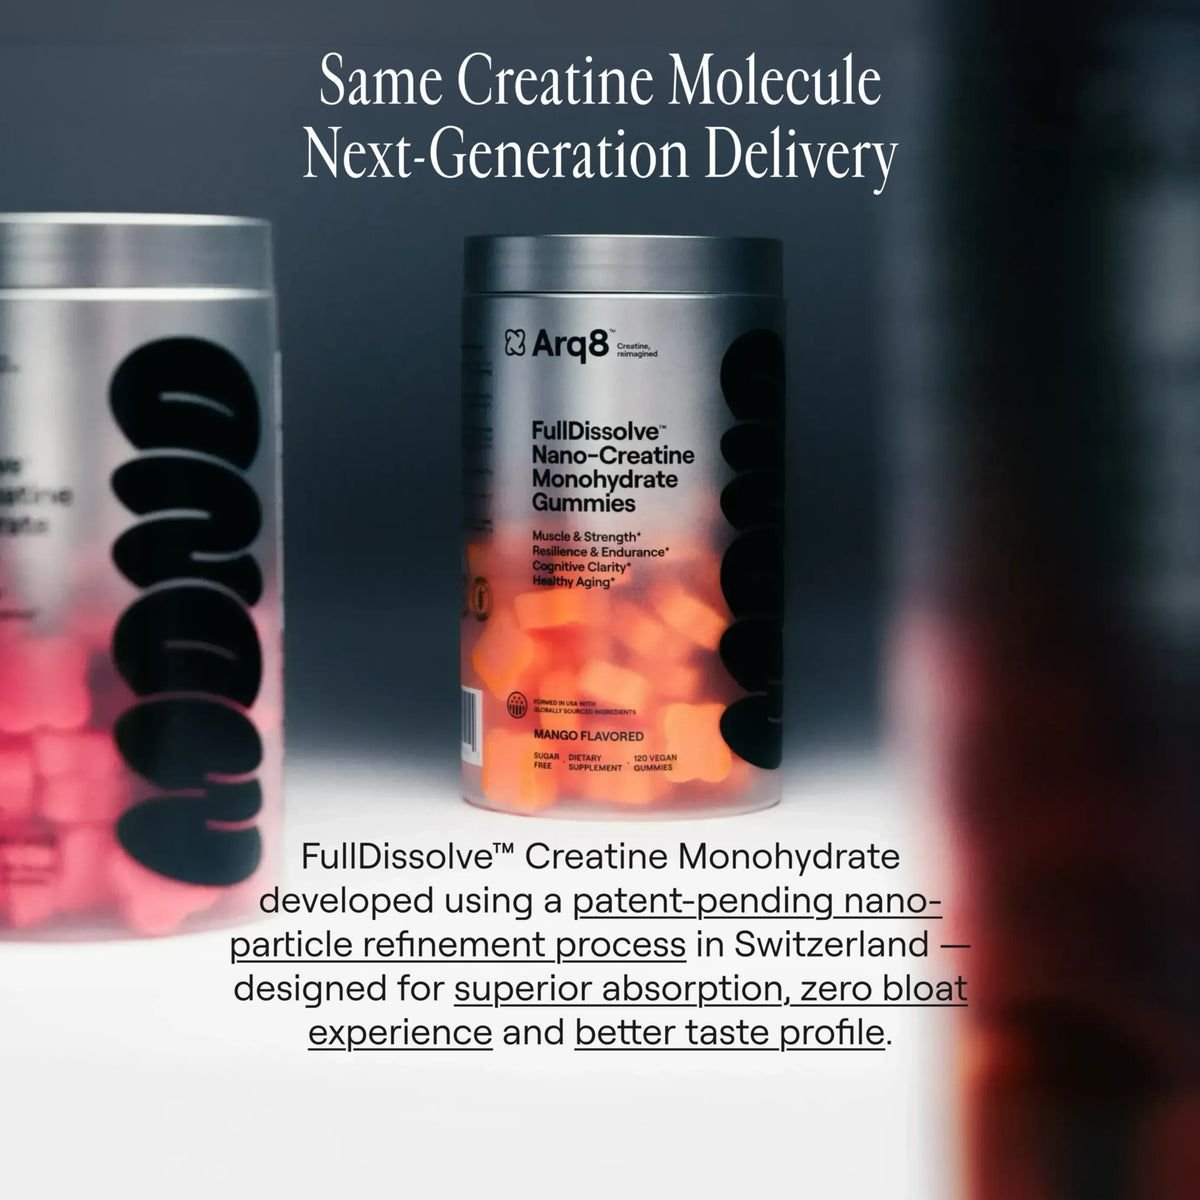 Same Creatine Molecule
Next-Generation Delivery
Arq8™
Creatine,
reimagined
FullDissolve™
Nano-Creatine
Monohydrate
Gummies
Muscle & Strength*
Resilience & Endurance*
Cognitive Clarity*
Healthy Aging*
FORMED IN USA WITH
GLOBALLY SOURCED INGREDIENTS
MANGO FLAVORED
SUGAR FREE · DIETARY SUPPLEMENT · 120 VEGAN GUMMIES
FullDissolve™ Creatine Monohydrate
developed using a patent-pending nano-
particle refinement process in Switzerland —
designed for superior absorption, zero bloat
experience and better taste profile.